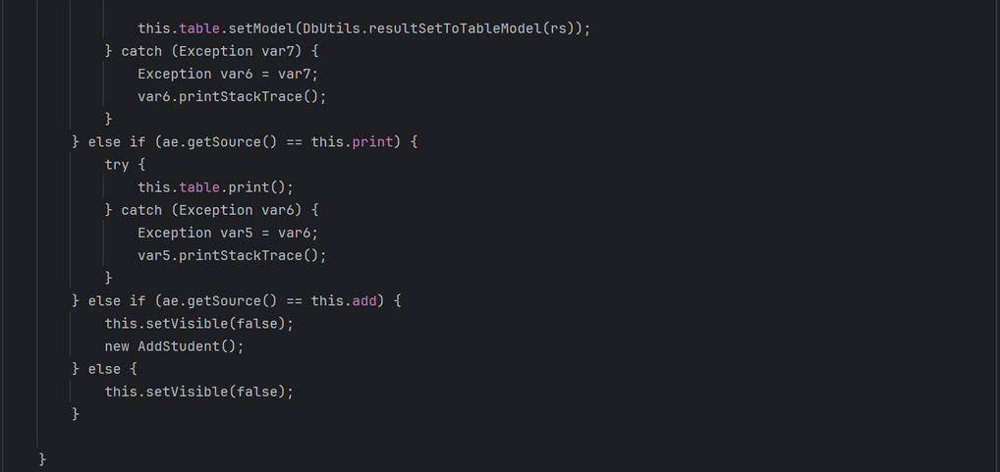 this.table.setModel(DbUtils.resultSetToTableModel(rs));
} catch (Exception var7) {
Exception var6 = var7;
var6.printStackTrace();
}
} else if (ae.getSource() == this.print) {
try {
this.table.print();
} catch (Exception var6) {
Exception var5 = var6;
var5.printStackTrace();
}
} else if (ae.getSource() == this.add) {
this.setVisible(false);
new AddStudent();
} else {
this.setVisible(false);
}
}